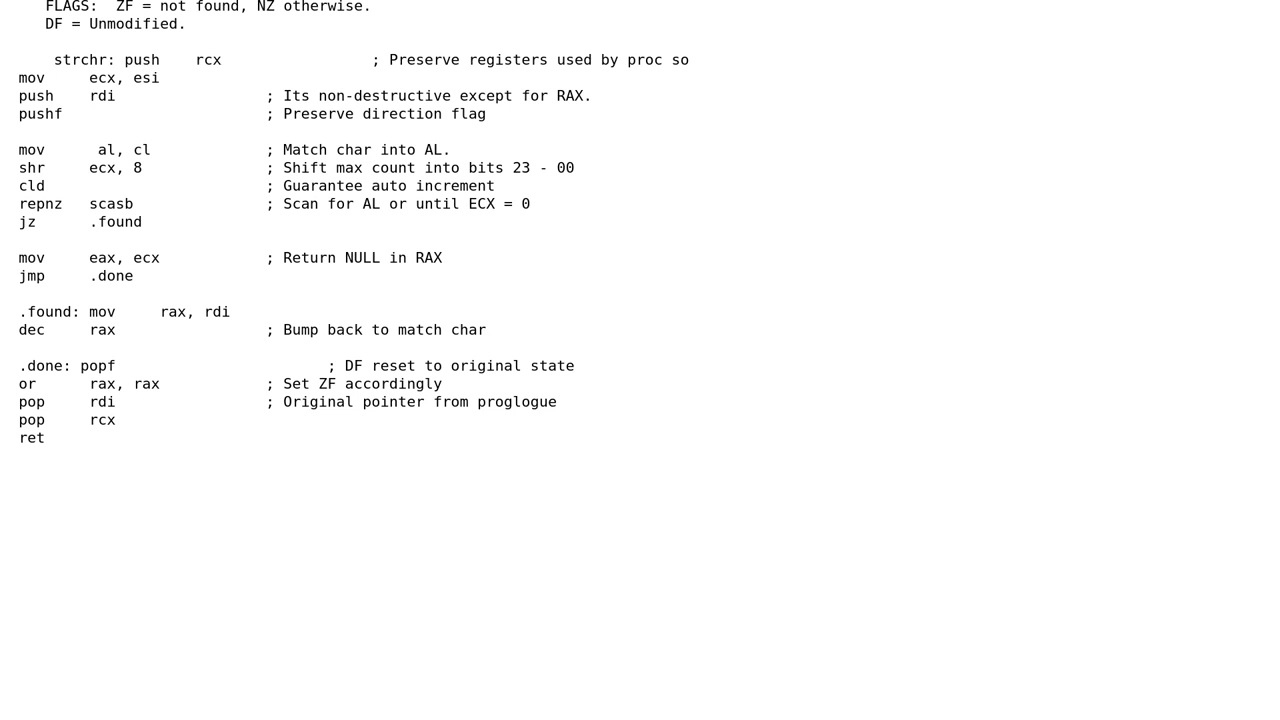 FLAGS:  ZF = not found, NZ otherwise.
DF = Unmodified.
strchr: push    rcx                 ; Preserve registers used by proc so
mov     ecx, esi
push    rdi                 ; Its non-destructive except for RAX.
pushf                       ; Preserve direction flag
mov      al, cl             ; Match char into AL.
shr     ecx, 8              ; Shift max count into bits 23 - 00
cld                         ; Guarantee auto increment
repnz   scasb               ; Scan for AL or until ECX = 0
jz      .found
mov     eax, ecx            ; Return NULL in RAX
jmp     .done
.found: mov     rax, rdi
dec     rax                 ; Bump back to match char
.done: popf                        ; DF reset to original state
or      rax, rax            ; Set ZF accordingly
pop     rdi                 ; Original pointer from proglogue
pop     rcx
ret